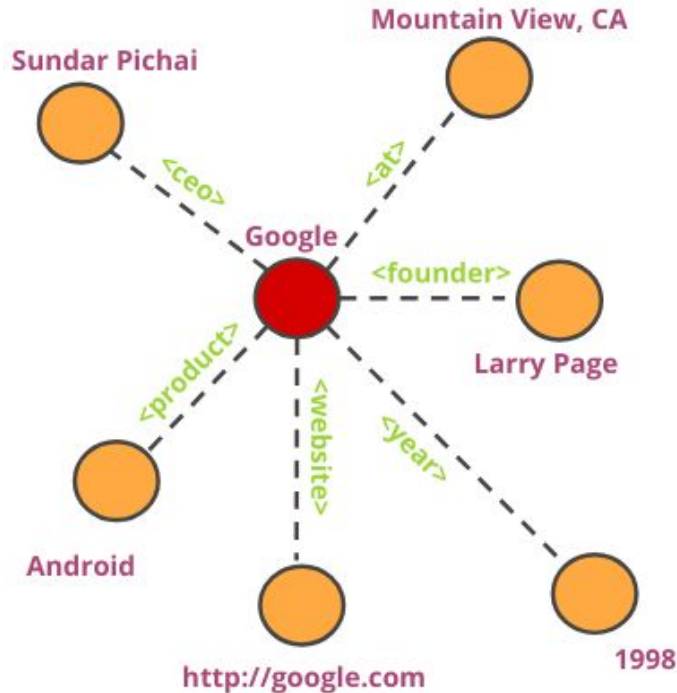 Mountain View, CA
Sundar Pichai
<at>
<ceo>
Google
<founder>
Larry Page
<product>
<website>
<year>
Android
1998
http://google.com